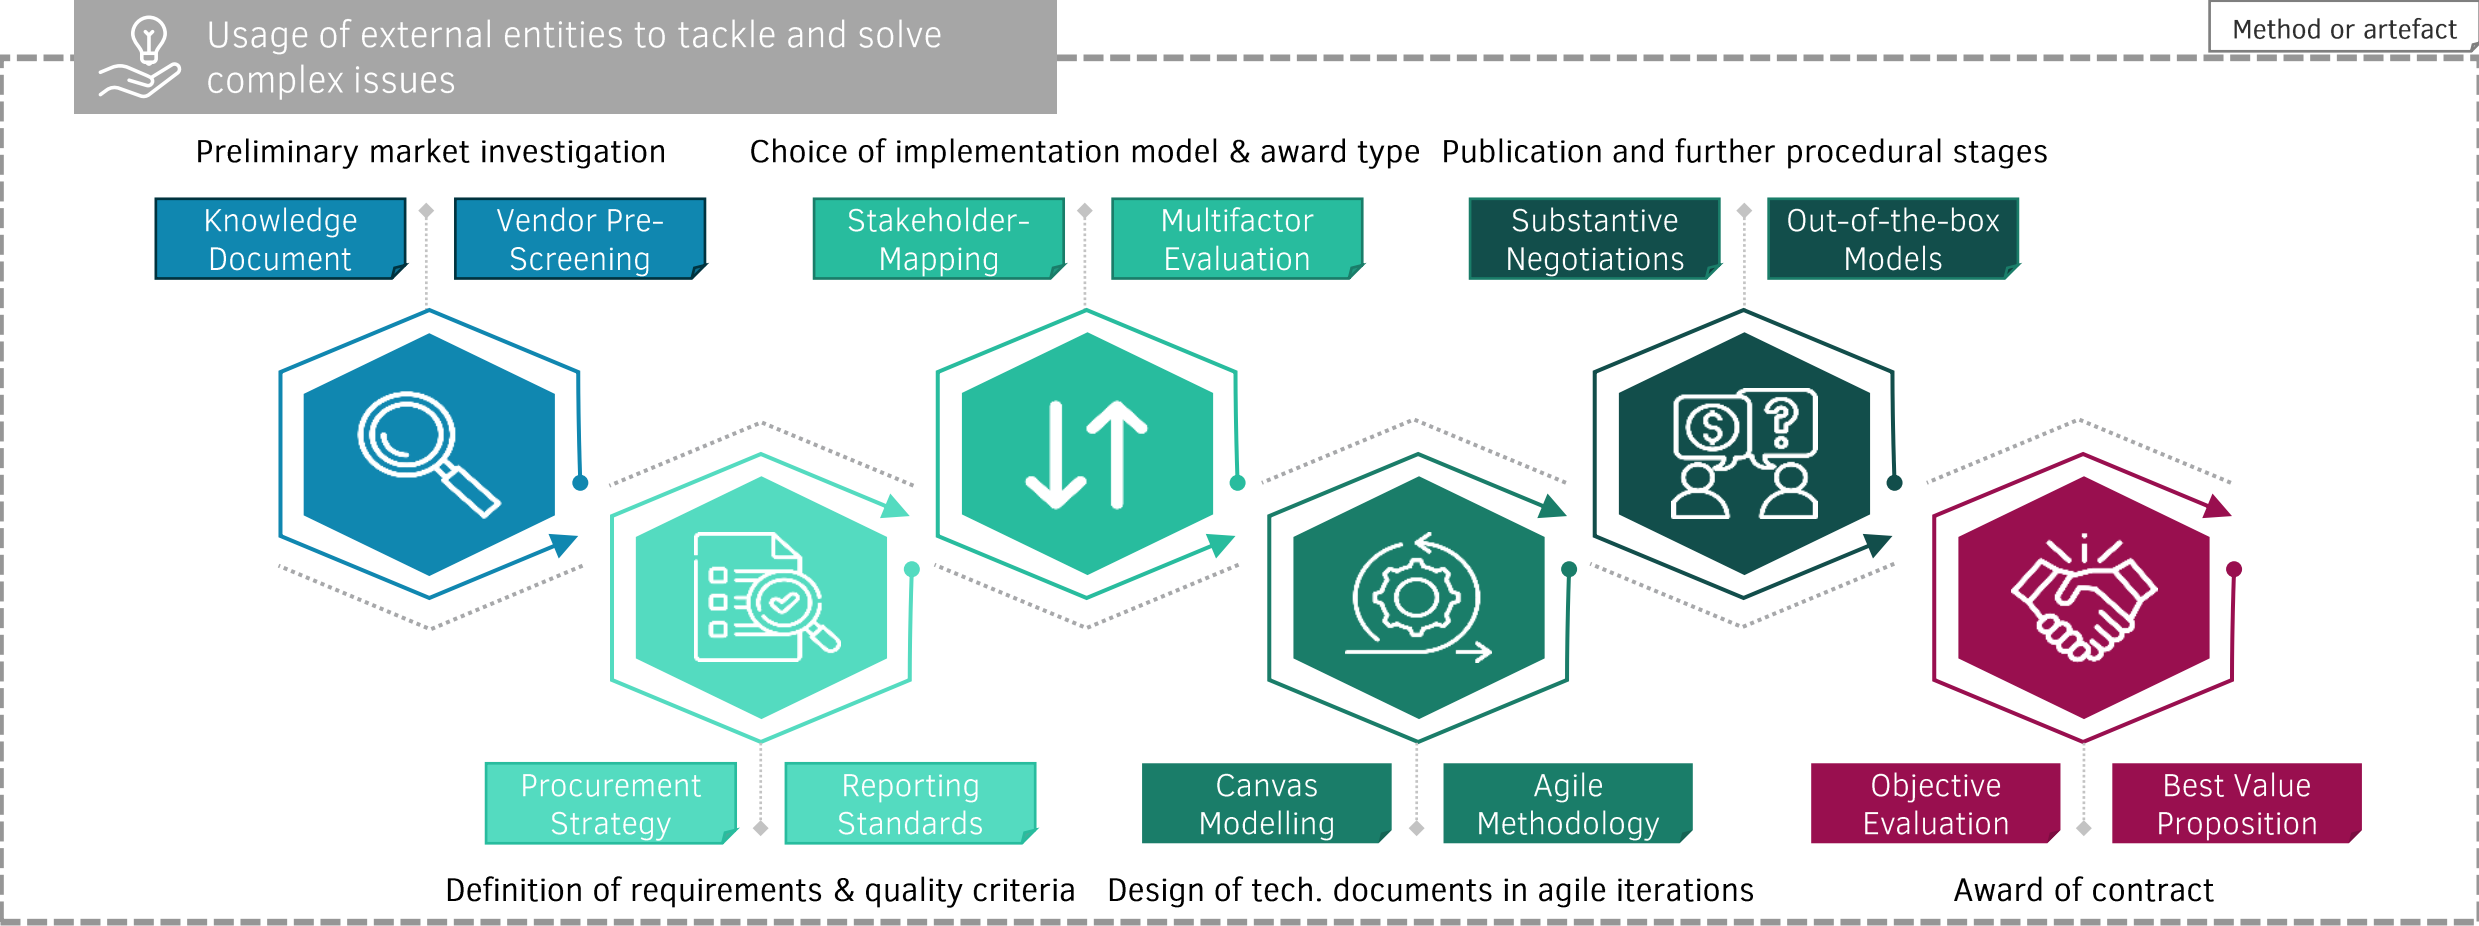 Usage of external entities to tackle and solve
complex issues
Method or artefact
Preliminary market investigation
Choice of implementation model & award type
Publication and further procedural stages
Knowledge
Document
Vendor Pre-
Screening
Stakeholder-
Mapping
Multifactor
Evaluation
Substantive
Negotiations
Out-of-the-box
Models
$
?
Procurement
Strategy
Reporting
Standards
Canvas
Modelling
Agile
Methodology
Objective
Evaluation
Best Value
Proposition
Definition of requirements & quality criteria
Design of tech. documents in agile iterations
Award of contract